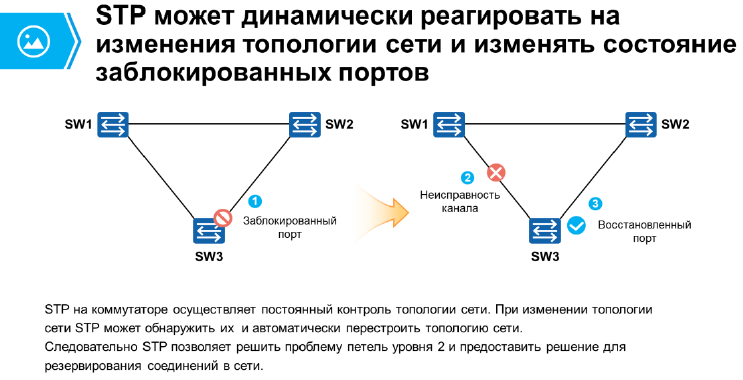 STP может динамически реагировать на
изменения топологии сети и изменять состояние
заблокированных портов
SW1
SW2
1
Заблокированный
порт
SW3
SW1
SW2
2
Неисправность
канала
3
Восстановленный
порт
SW3
STP на коммутаторе осуществляет постоянный контроль топологии сети. При изменении топологии
сети STP может обнаружить их и автоматически перестроить топологию сети.
Следовательно STP позволяет решить проблему петель уровня 2 и предоставить решение для
резервирования соединений в сети.